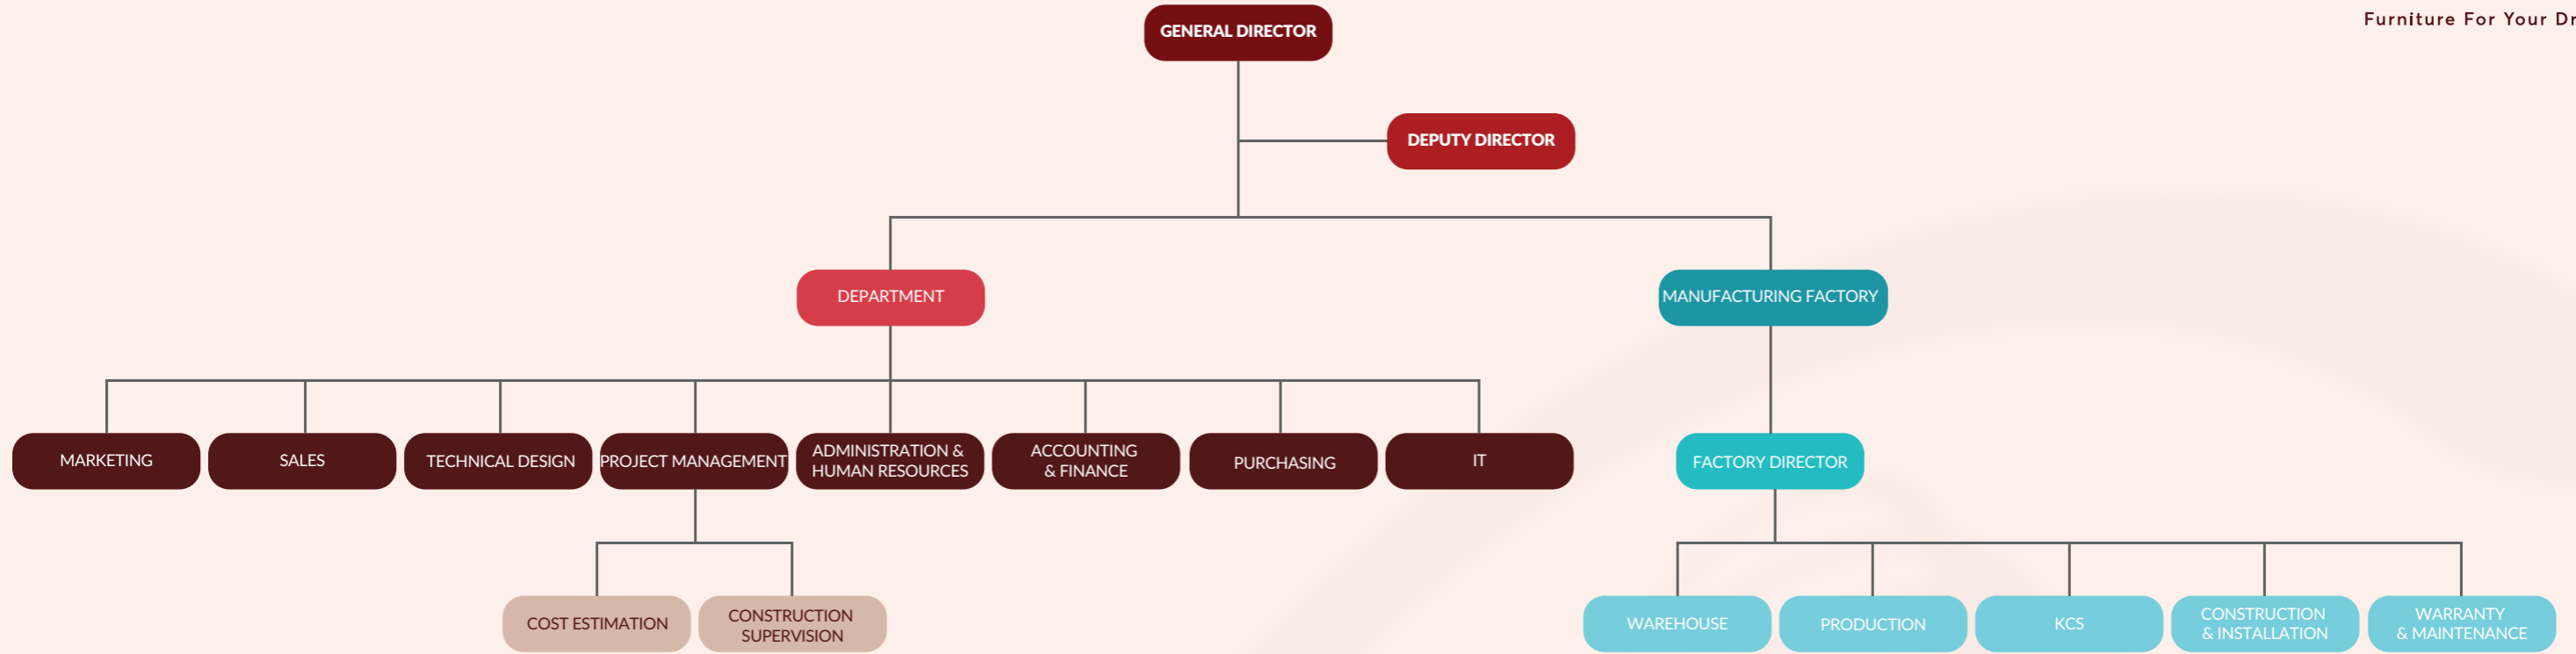 GENERAL DIRECTOR
Furniture For Your
DEPUTY DIRECTOR
DEPARTMENT
MANUFACTURING FACTORY
MARKETING
SALES
TECHNICAL DESIGN
PROJECT MANAGEMENT
ADMINISTRATION &
HUMAN RESOURCES
ACCOUNTING
& FINANCE
PURCHASING
IT
FACTORY DIRECTOR
COST ESTIMATION
CONSTRUCTION
SUPERVISION
WAREHOUSE
PRODUCTION
KCS
CONSTRUCTION
& INSTALLATION
WARRANTY
& MAINTENANCE